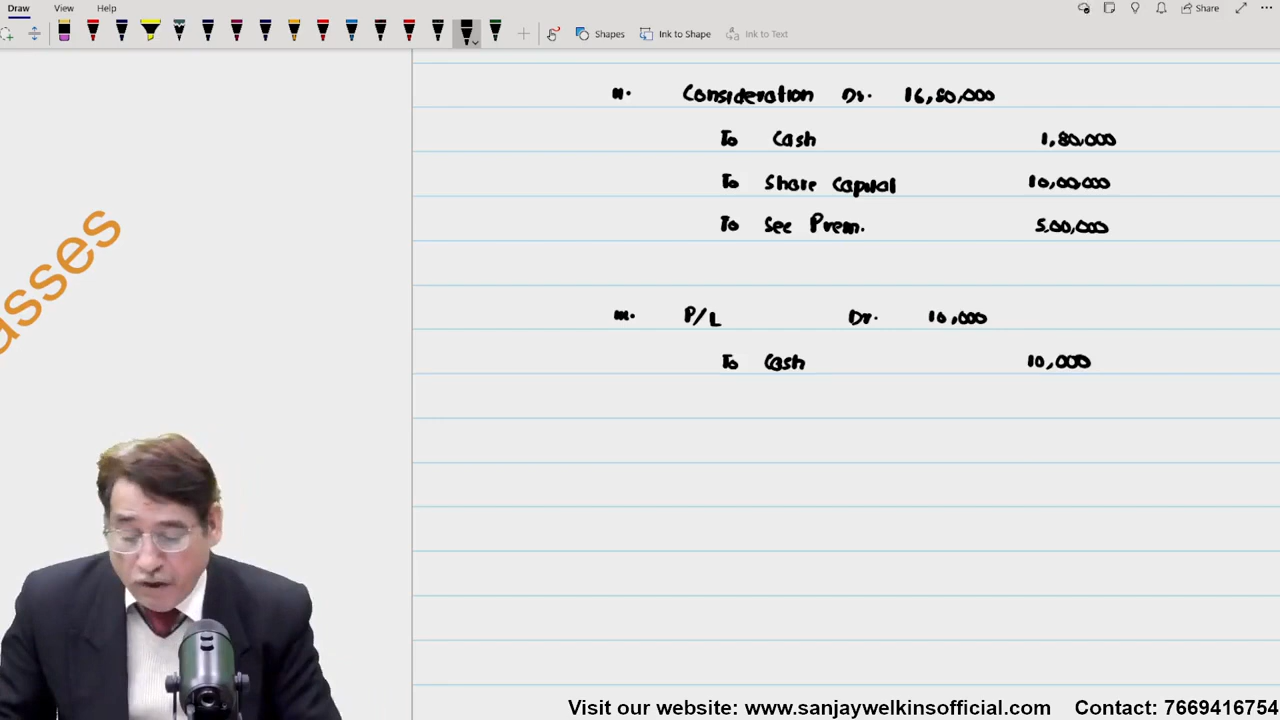 Draw View Help Share
Shapes Ink to Shape Ink to Text
II. Consideration Dr. 16,80,000
To Cash 1,80,000
To Share Capital 10,00,000
To Sec Prem. 5,00,000
III. P/L Dr. 10,000
To Cash 10,000
asses
Visit our website: www.sanjaywelkinsofficial.com Contact: 7669416754